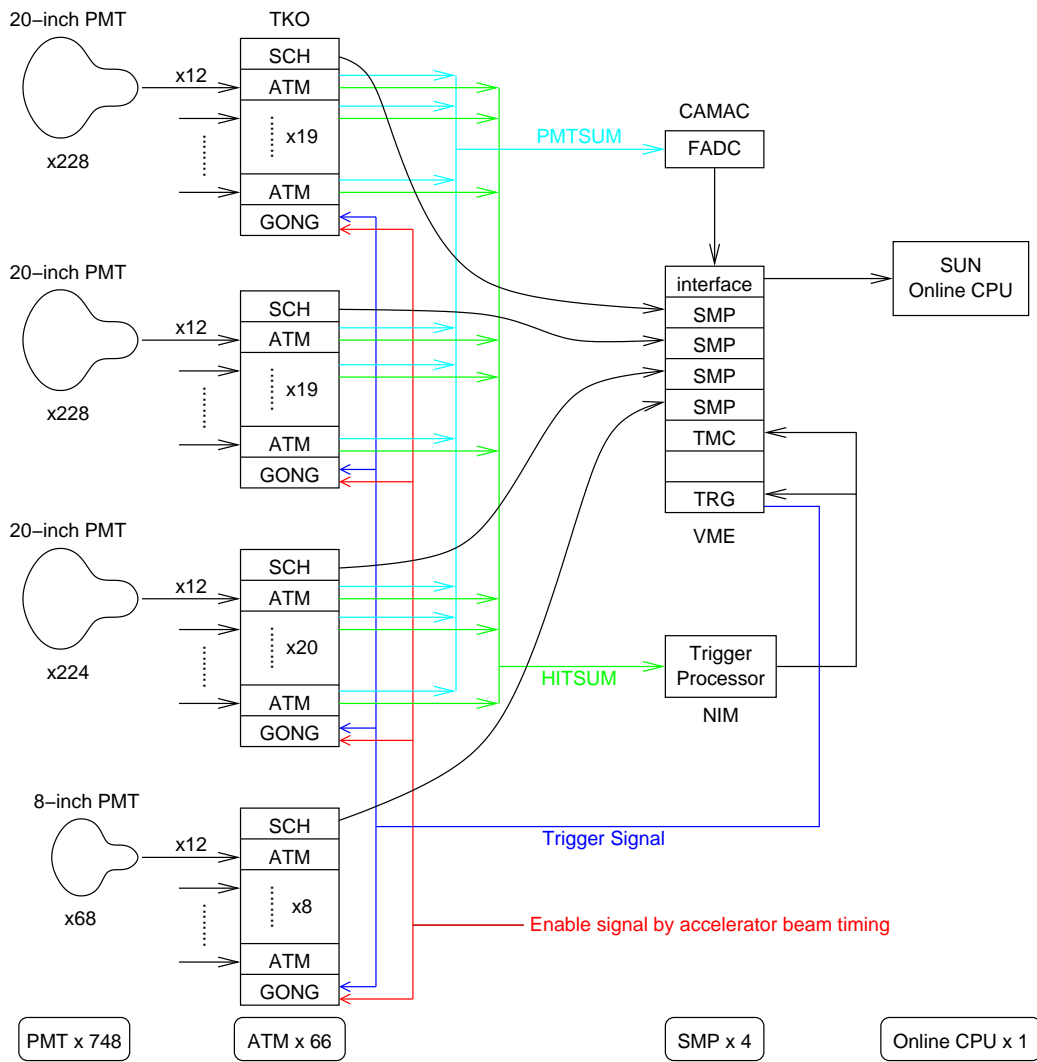 20−inch PMT
x228
x12
TKO
SCH
ATM
x19
ATM
GONG
PMTSUM
CAMAC
FADC
20−inch PMT
x228
x12
SCH
ATM
x19
ATM
GONG
interface
SMP
SMP
SMP
SMP
TMC
TRG
VME
SUN
Online CPU
20−inch PMT
x224
x12
SCH
ATM
x20
ATM
GONG
HITSUM
Trigger
Processor
NIM
8−inch PMT
x68
x12
SCH
ATM
x8
ATM
GONG
Trigger Signal
Enable signal by accelerator beam timing
PMT x 748
ATM x 66
SMP x 4
Online CPU x 1